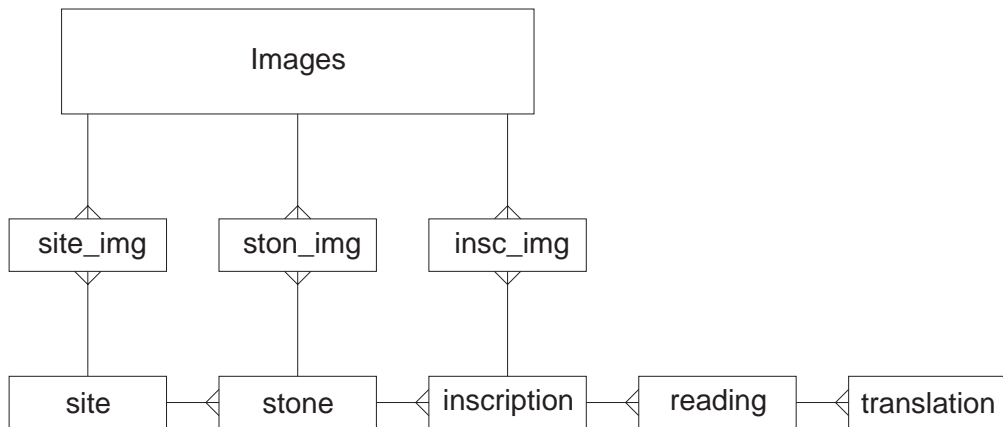 Images
site_img ston_img insc_img
site stone inscription reading translation